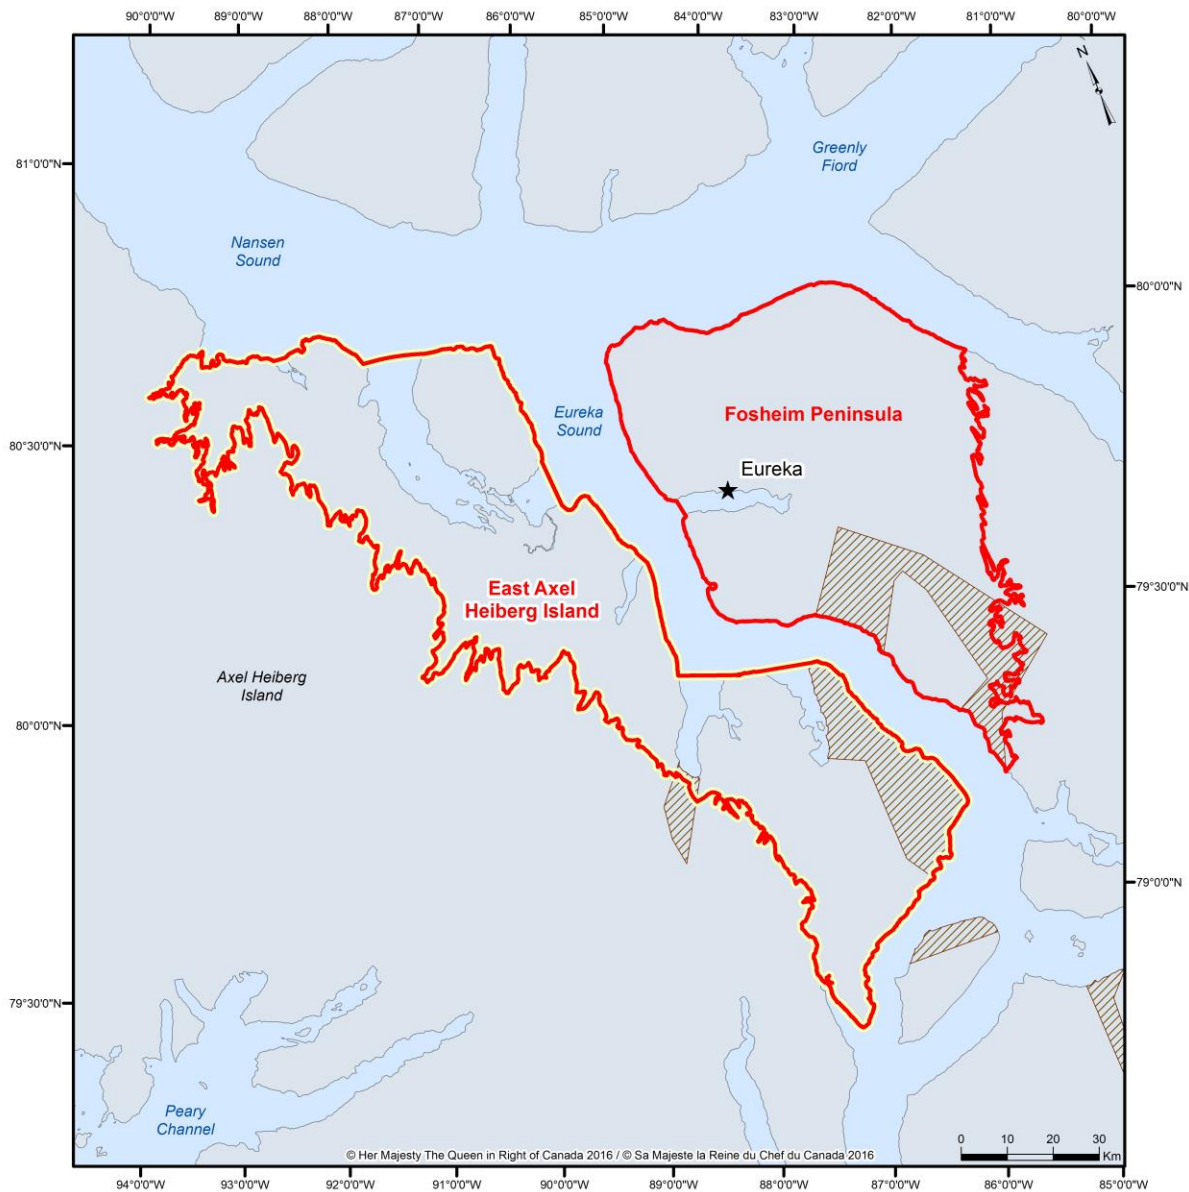 90°0'0"W 89°0'0"W 88°0'0"W 87°0'0"W 86°0'0"W 85°0'0"W 84°0'0"W 83°0'0"W 82°0'0"W 81°0'0"W 80°0'0"W
N
Greenly
Fiord
81°0'0"N
Nansen
Sound
80°0'0"N
Eureka
Sound
Fosheim Peninsula
80°30'0"N
Eureka
79°30'0"N
East Axel
Heiberg Island
Axel Heiberg
Island
80°0'0"N
79°0'0"N
79°30'0"N
Peary
Channel
0 10 20 30
Km
© Her Majesty The Queen in Right of Canada 2016 / © Sa Majeste la Reine du Chef du Canada 2016
94°0'0"W 93°0'0"W 92°0'0"W 91°0'0"W 90°0'0"W 89°0'0"W 88°0'0"W 87°0'0"W 86°0'0"W 85°0'0"W